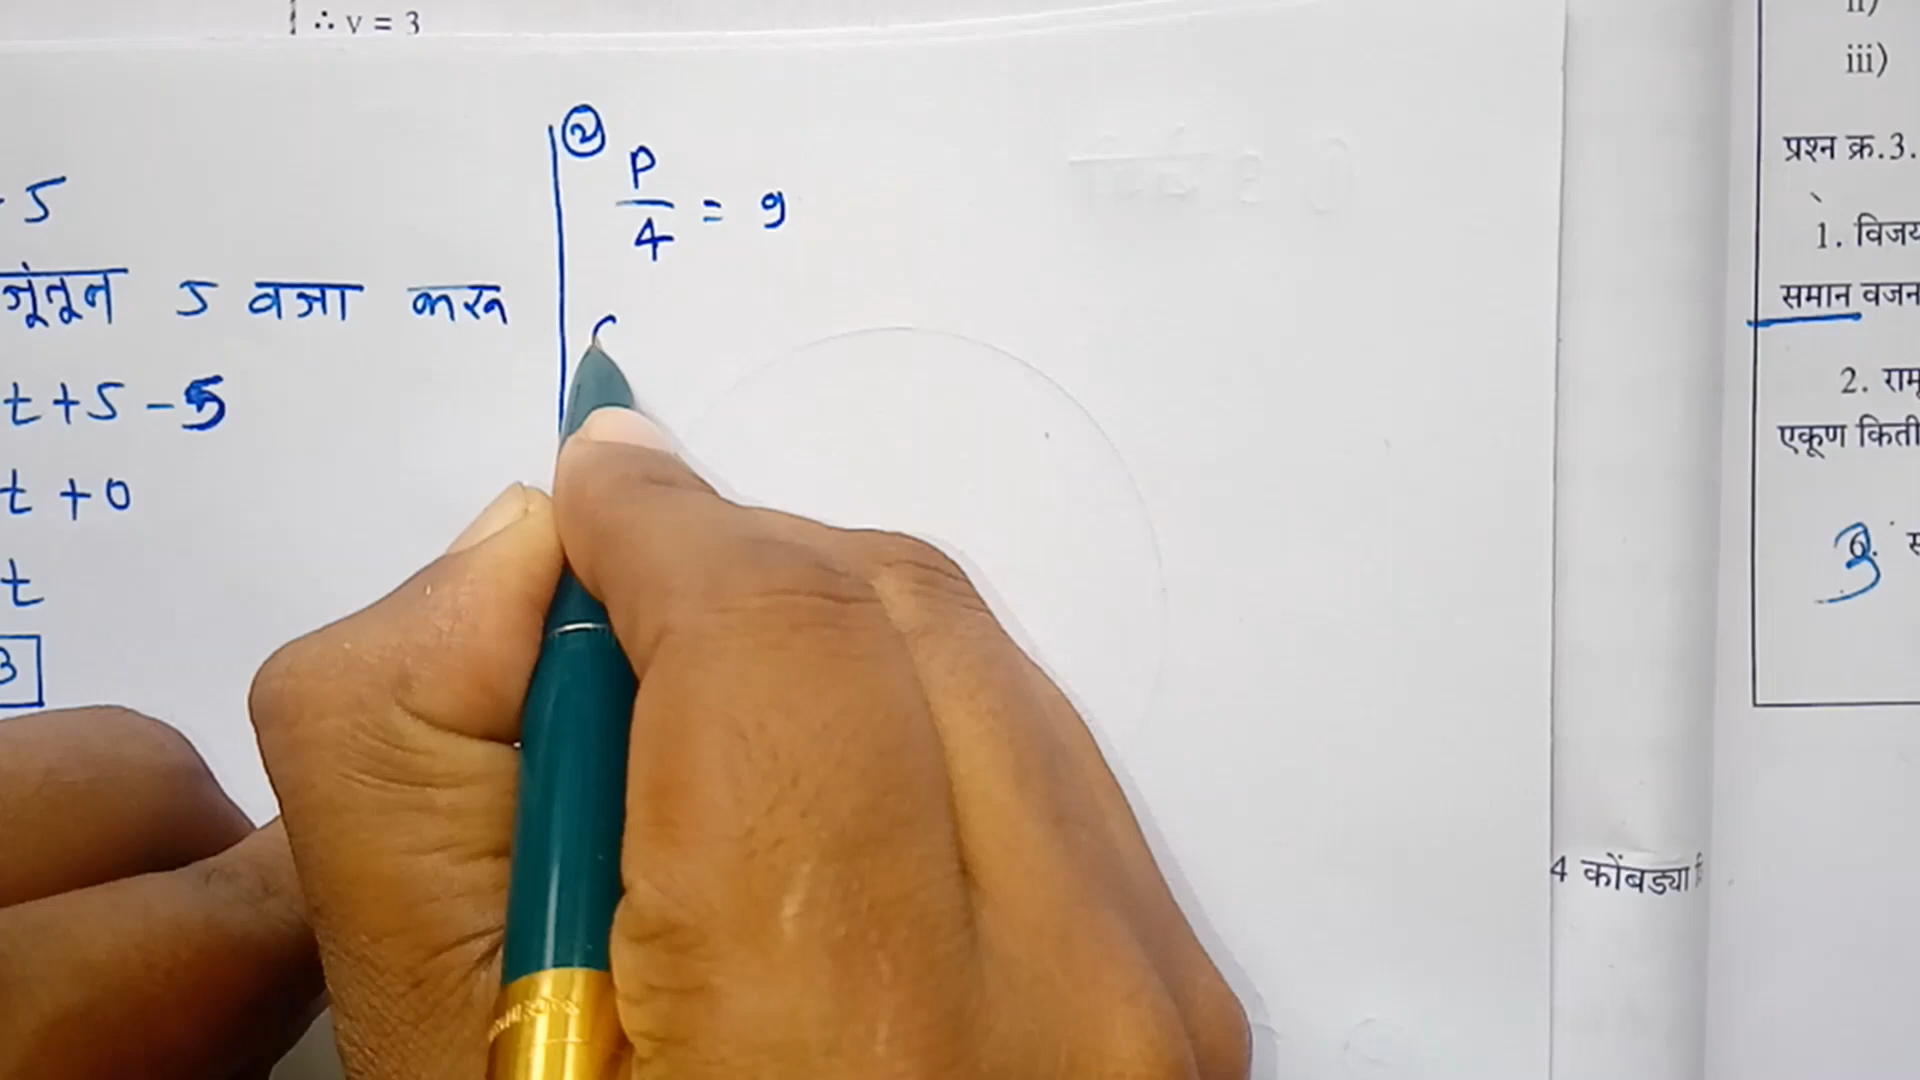 ∴ v = 3
- 5
5 वजा करू
t + 5 - 5
t + 0
t
3
②
P/4 = 9
ii)
iii)
प्रश्न क्र.3.
1. विजय
समान वजन
2. रामू
एकूण किती
4 कोंबड्या